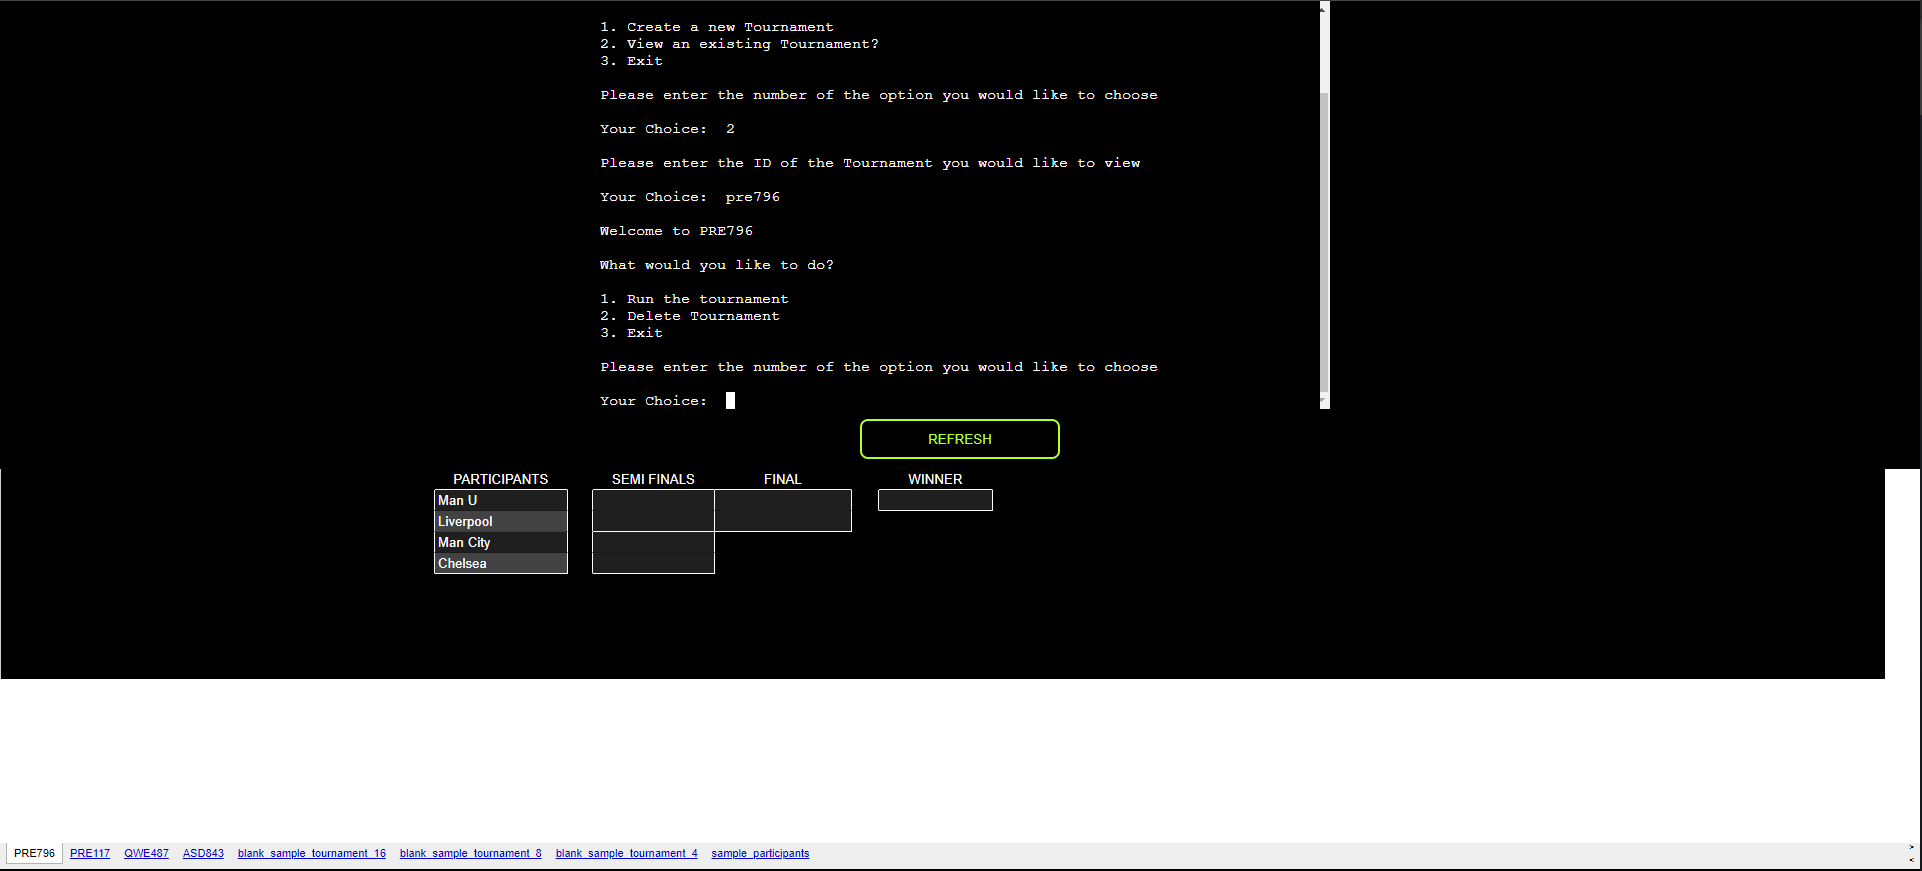 1. Create a new Tournament
2. View an existing Tournament?
3. Exit
Please enter the number of the option you would like to choose
Your Choice:  2
Please enter the ID of the Tournament you would like to view
Your Choice:  pre796
Welcome to PRE796
What would you like to do?
1. Run the tournament
2. Delete Tournament
3. Exit
Please enter the number of the option you would like to choose
Your Choice:
REFRESH
PARTICIPANTS SEMI FINALS FINAL WINNER
Man U
Liverpool
Man City
Chelsea
PRE796 PRE117 QWE487 ASD843 blank_sample_tournament_16 blank_sample_tournament_8 blank_sample_tournament_4 sample_participants